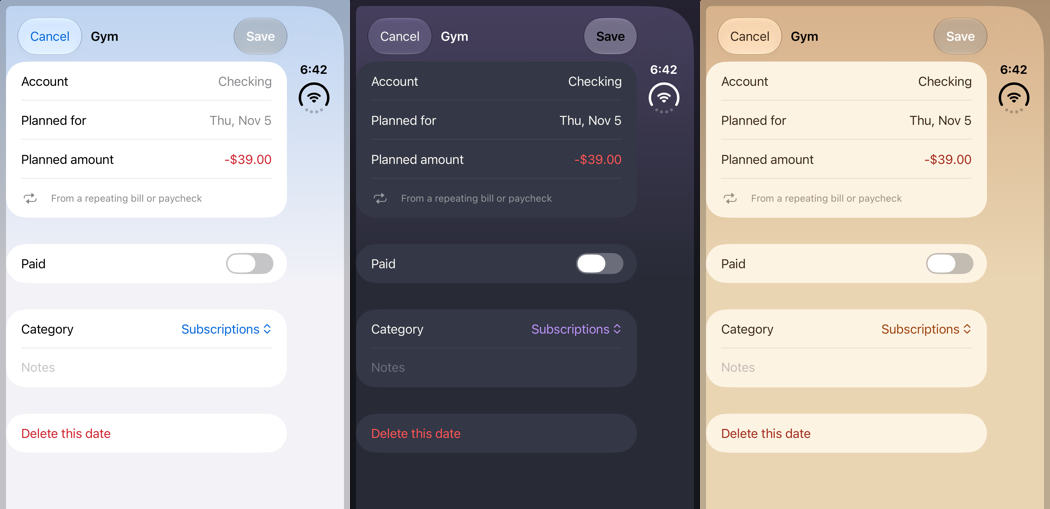 Cancel Gym Save
6:42
Account Checking
Planned for Thu, Nov 5
Planned amount -$39.00
From a repeating bill or paycheck
Paid
Category Subscriptions
Notes
Delete this date
Cancel Gym Save
6:42
Account Checking
Planned for Thu, Nov 5
Planned amount -$39.00
From a repeating bill or paycheck
Paid
Category Subscriptions
Notes
Delete this date
Cancel Gym Save
6:42
Account Checking
Planned for Thu, Nov 5
Planned amount -$39.00
From a repeating bill or paycheck
Paid
Category Subscriptions
Notes
Delete this date